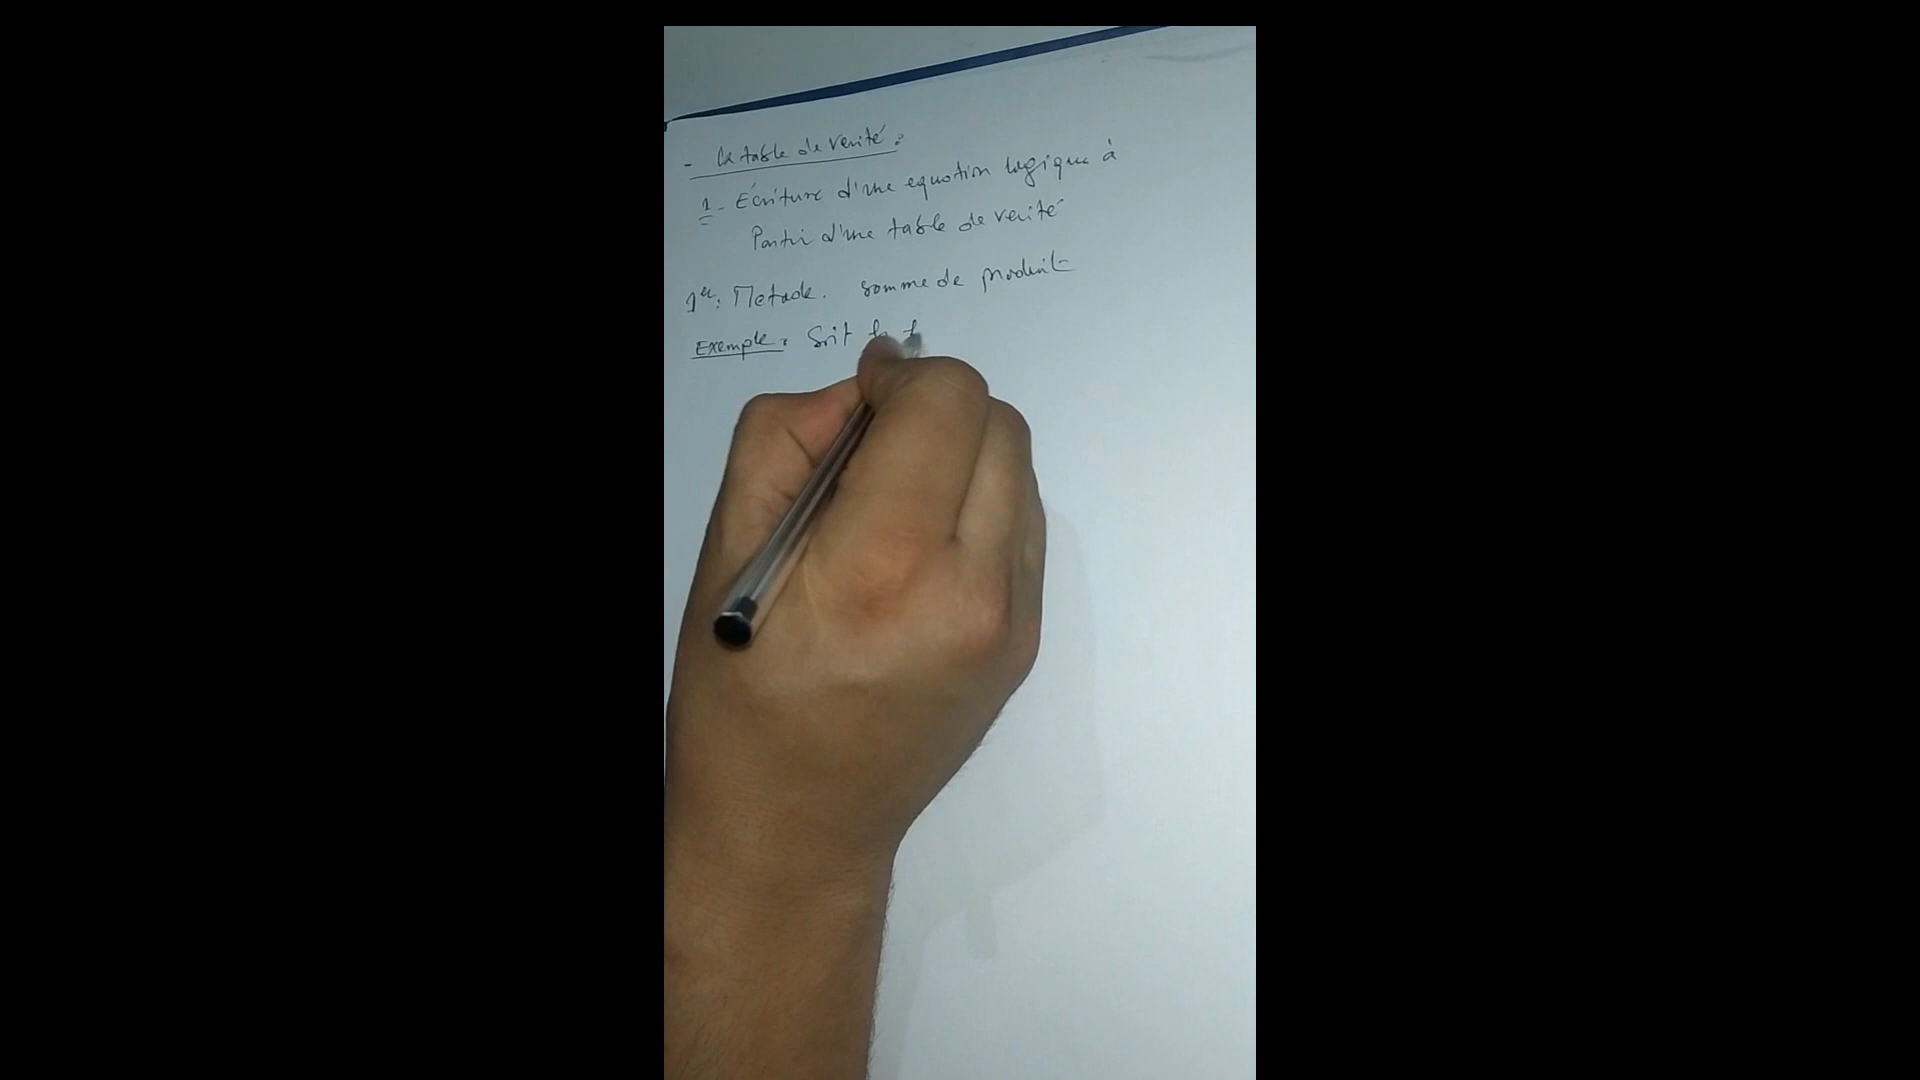 - la table de verité :
1 - Écriture d'une equation logique à
Partir d'une table de verité
1er: Metode. somme de produit
Exemple: Soit la t